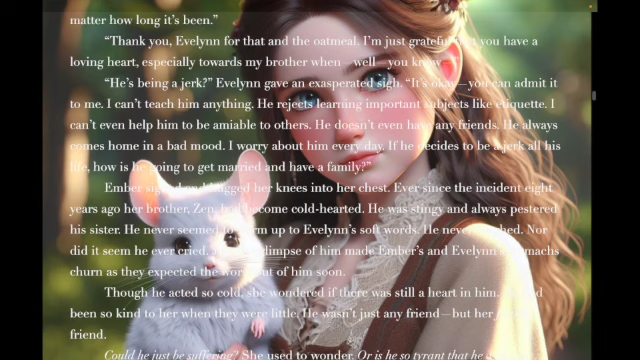 matter how long it’s been.”
“Thank you, Evelynn for that and the oatmeal. I’m just grateful you have a
loving heart, especially towards my brother when—well—you know—”
“He’s being a jerk?” Evelynn gave an exasperated sigh. “It’s okay—you can admit it
to me. I can’t teach him anything. He rejects learning important subjects like etiquette. I
can’t even help him to be amiable to others. He doesn’t even have any friends. He always
comes home in a bad mood. I worry about him every day. If he decides to be a jerk all his
life, how is he going to get married and have a family?”
Ember sighed and hugged her knees into her chest. Ever since the incident eight
years ago her brother, Zen, had become cold-hearted. He was stingy and always pestered
his sister. He never seemed to warm up to Evelynn’s soft words. He never
Nor
did it seem he ever cried. glimpse of him made Ember’s and Evelynn’s stomachs
churn as they expected the worst out of him soon.
Though he acted so cold, she wondered if there was still a heart in him.
been so kind to her when they were little. He wasn’t just any friend—but her
friend.
Could he just be suffering? She used to wonder. Or is he so tyrant that he